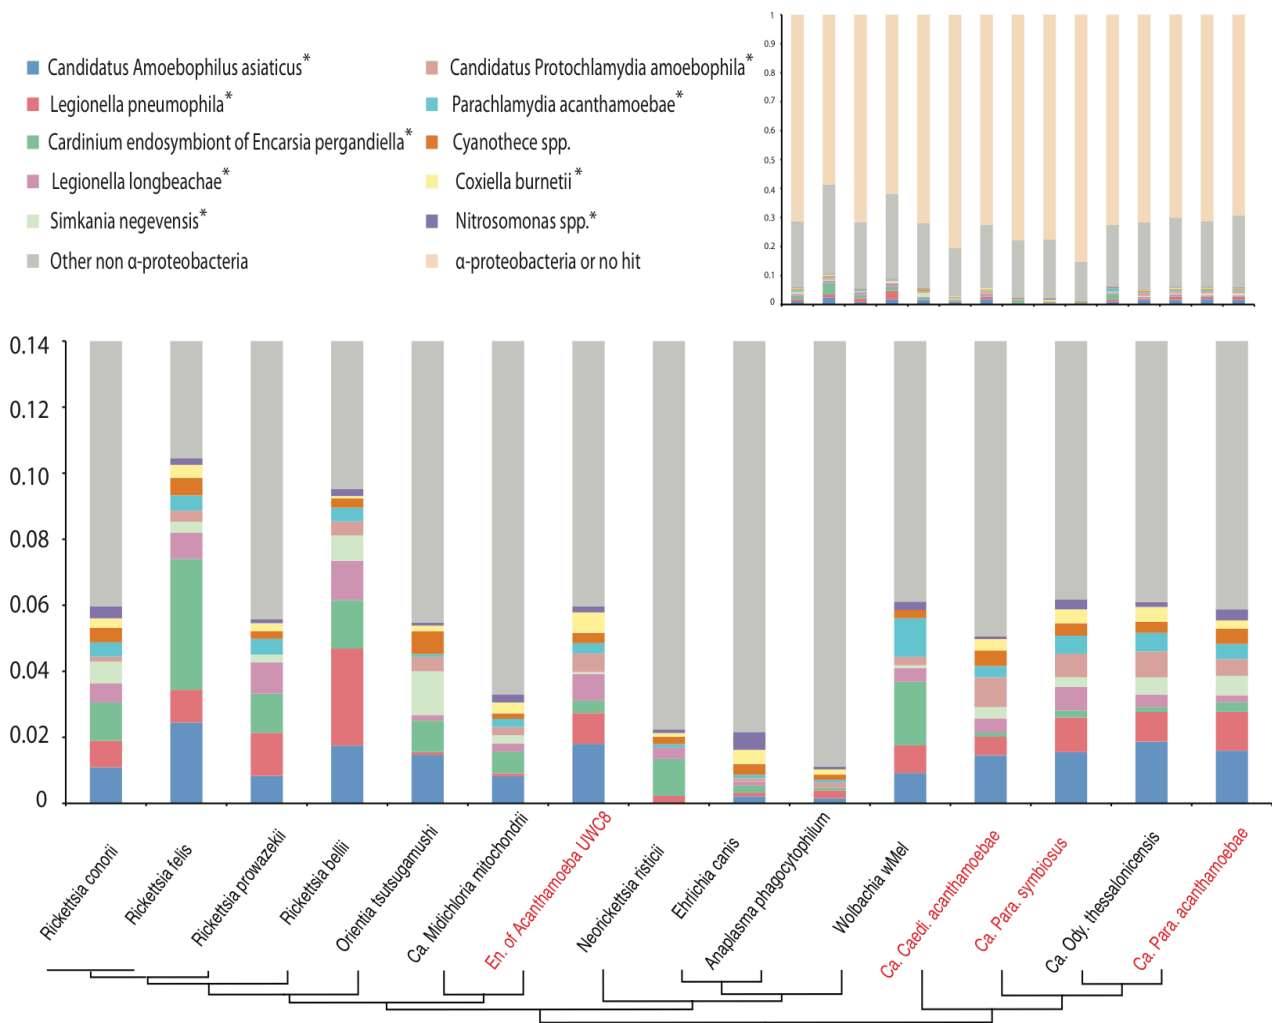 Candidatus Amoebophilus asiaticus*
Legionella pneumophila*
Cardinium endosymbiont of Encarsia pergandiella*
Legionella longbeachae*
Simkania negevensis*
Other non α-proteobacteria
Candidatus Protochlamydia amoebophila*
Parachlamydia acanthamoebae*
Cyanothece spp.
Coxiella burnetii*
Nitrosomonas spp.*
α-proteobacteria or no hit
1
0.9
0.8
0.7
0.6
0.5
0.4
0.3
0.2
0.1
0
0.14
0.12
0.10
0.08
0.06
0.04
0.02
0
Rickettsia conorii
Rickettsia felis
Rickettsia prowazekii
Rickettsia bellii
Orientia tsutsugamushi
Ca. Midichloria mitochondrii
En. of Acanthamoeba UWC8
Neorickettsia risticii
Ehrlichia canis
Anaplasma phagocytophilum
Wolbachia wMel
Ca. Caedi. acanthamoebae
Ca. Para. symbiosus
Ca. Ody. thessalonicensis
Ca. Para. acanthamoebae